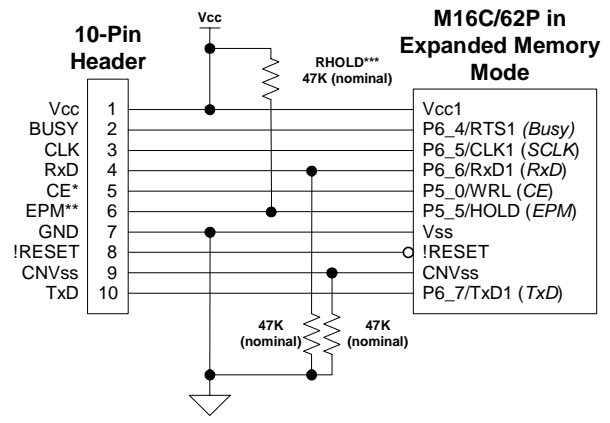 Vcc
10-Pin
Header
RHOLD***
47K (nominal)
M16C/62P in
Expanded Memory
Mode
Vcc 1 Vcc1
BUSY 2 P6_4/RTS1 (Busy)
CLK 3 P6_5/CLK1 (SCLK)
RxD 4 P6_6/RxD1 (RxD)
CE* 5 P5_0/WRL (CE)
EPM** 6 P5_5/HOLD (EPM)
GND 7 Vss
!RESET 8 !RESET
CNVss 9 CNVss
TxD 10 P6_7/TxD1 (TxD)
47K
(nominal)
47K
(nominal)